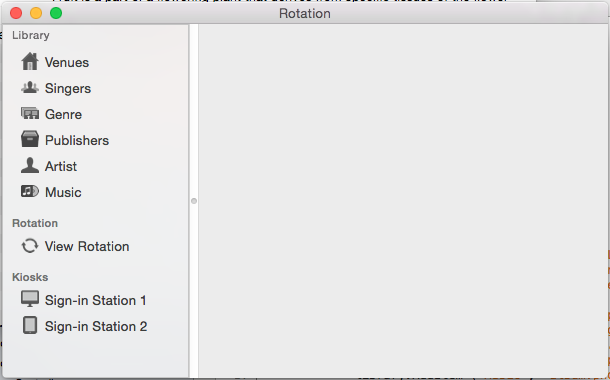 Rotation
Library
Venues
Singers
Genre
Publishers
Artist
Music
Rotation
View Rotation
Kiosks
Sign-in Station 1
Sign-in Station 2